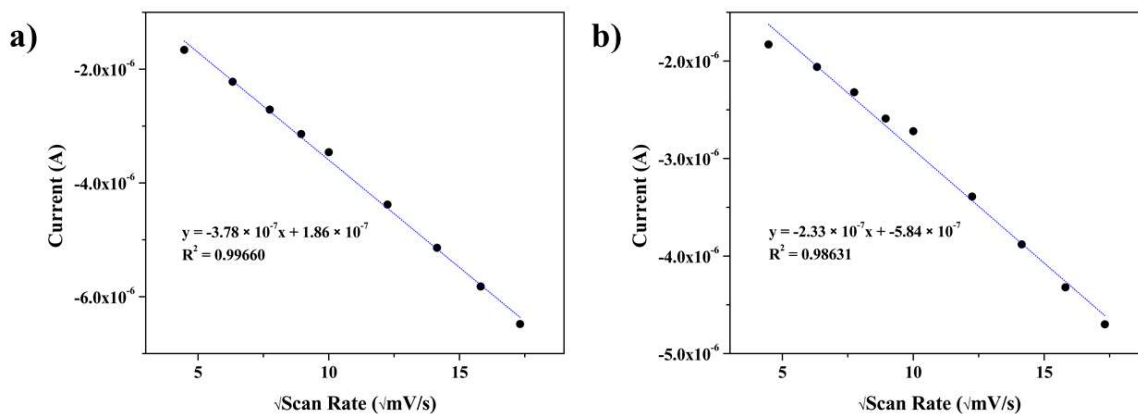 a)
Current (A)
-2.0x10⁻⁶
-4.0x10⁻⁶
-6.0x10⁻⁶
y = -3.78 × 10⁻⁷x + 1.86 × 10⁻⁷
R² = 0.99660
5 10 15
√Scan Rate (√mV/s)
b)
Current (A)
-2.0x10⁻⁶
-3.0x10⁻⁶
-4.0x10⁻⁶
-5.0x10⁻⁶
y = -2.33 × 10⁻⁷x + -5.84 × 10⁻⁷
R² = 0.98631
5 10 15
√Scan Rate (√mV/s)